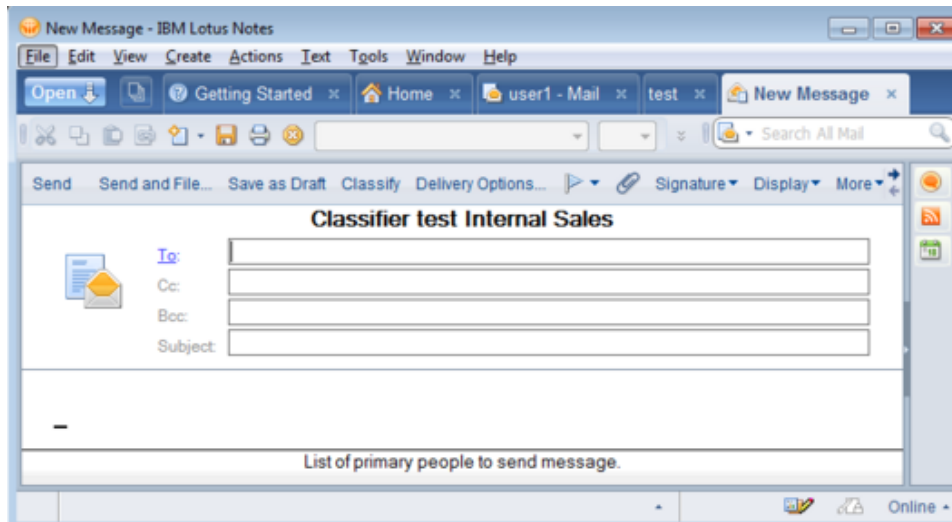 New Message - IBM Lotus Notes
File Edit View Create Actions Text Tools Window Help
Open Getting Started Home user1 - Mail test New Message
Search All Mail
Send Send and File... Save as Draft Classify Delivery Options... Signature Display More
Classifier test Internal Sales
To:
Cc:
Bcc:
Subject:
List of primary people to send message.
Online